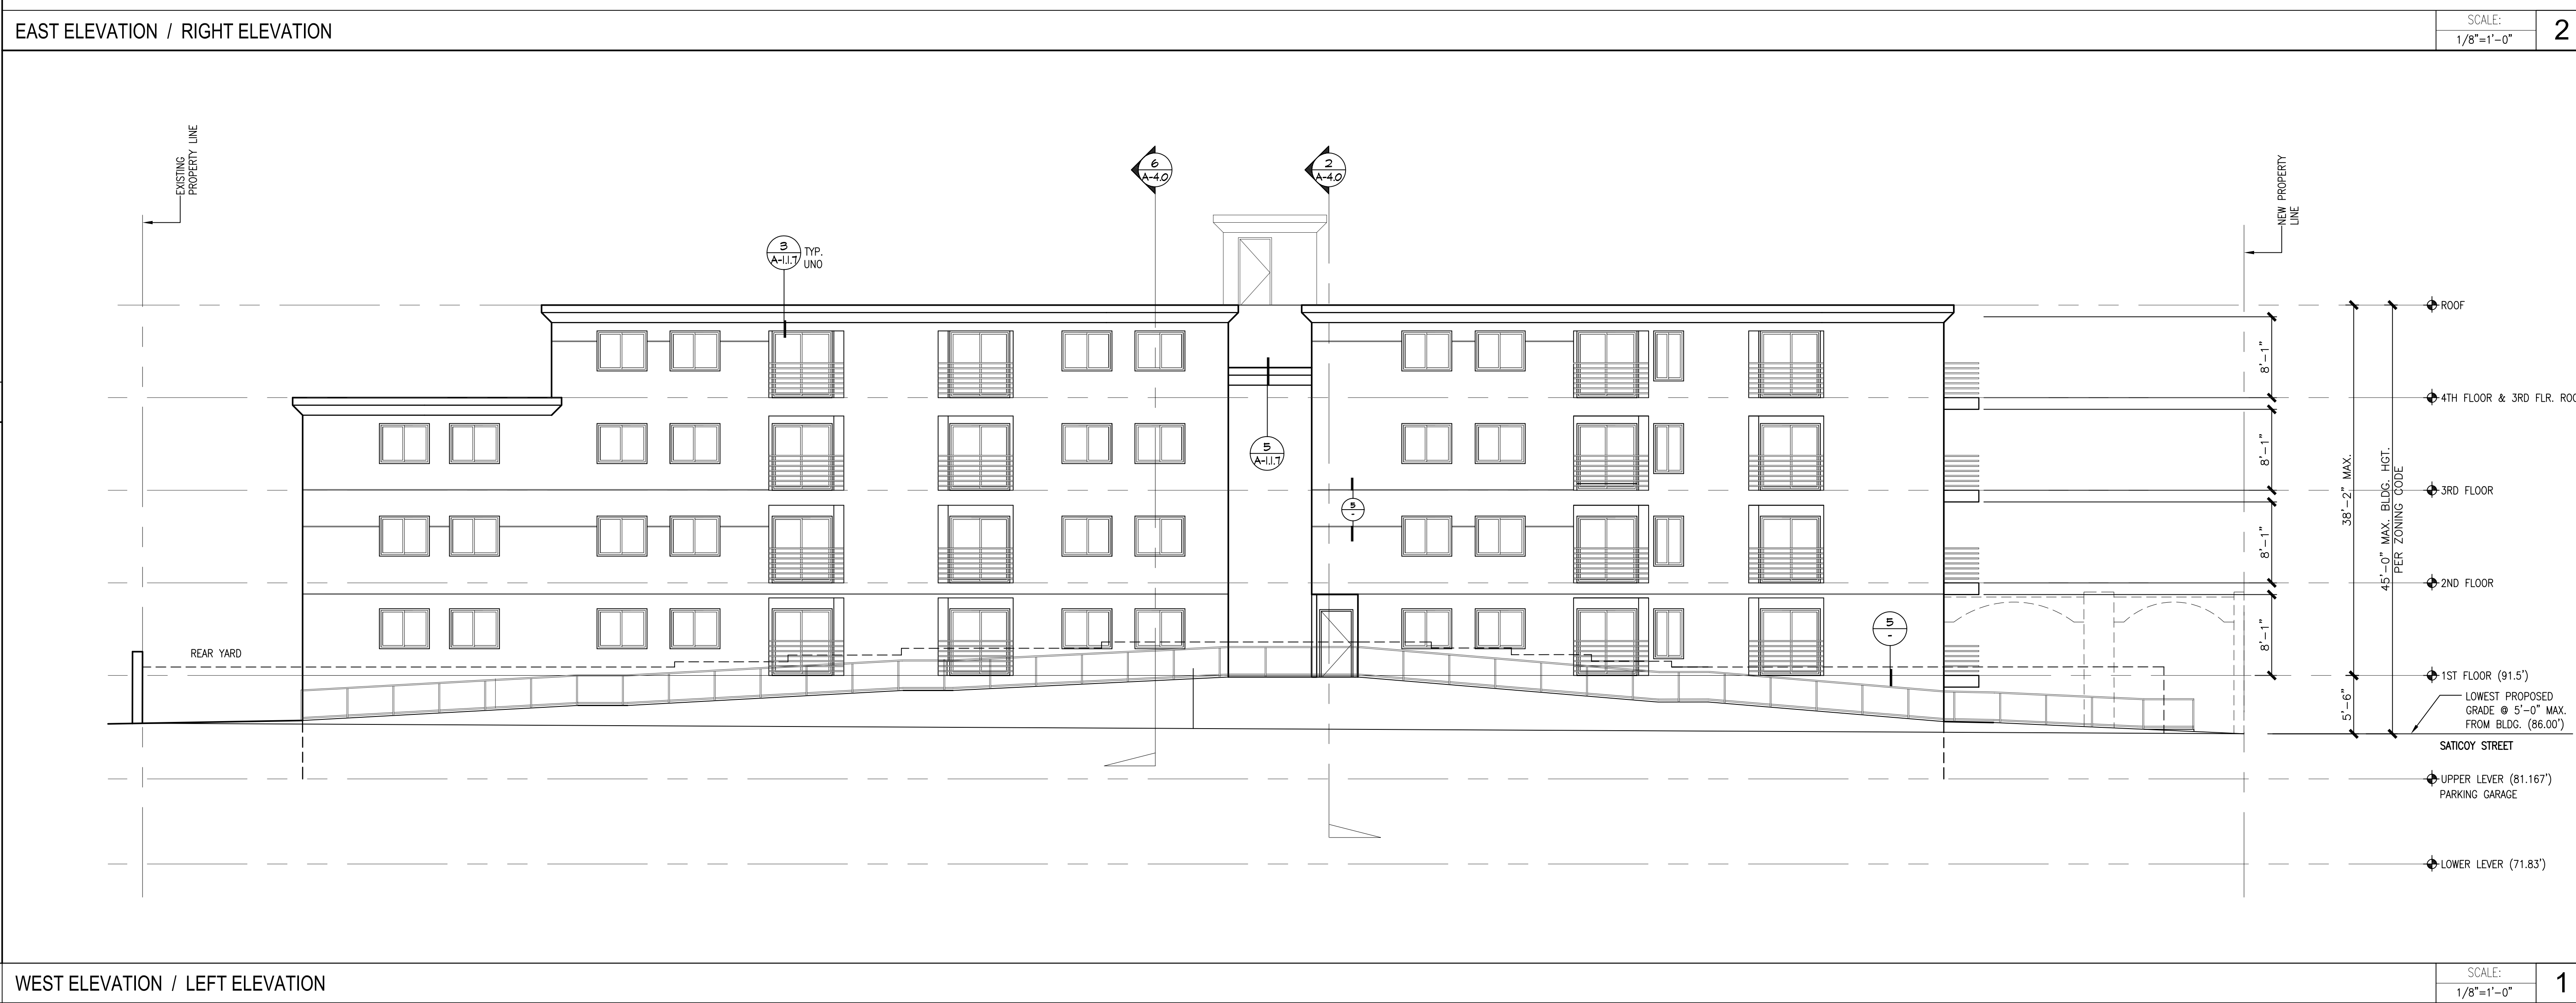 EAST ELEVATION / RIGHT ELEVATION
SCALE:
1/8"=1'-0"
2
EXISTING
PROPERTY LINE
6
A-4.0
2
A-4.0
NEW PROPERTY
LINE
3
A-1.1.7
TYP.
UNO
ROOF
8'-1"
4TH FLOOR & 3RD FLR.
5
A-1.1.7
8'-1"
38'-2" MAX.
45'-0" MAX. BLDG. HGT.
PER ZONING CODE
3RD FLOOR
5
-
8'-1"
2ND FLOOR
5
-
8'-1"
REAR YARD
1ST FLOOR (91.5')
5'-6"
LOWEST PROPOSED
GRADE @ 5'-0" MAX.
FROM BLDG. (86.00')
SATICOY STREET
UPPER LEVER (81.167')
PARKING GARAGE
LOWER LEVER (71.83')
WEST ELEVATION / LEFT ELEVATION
SCALE:
1/8"=1'-0"
1